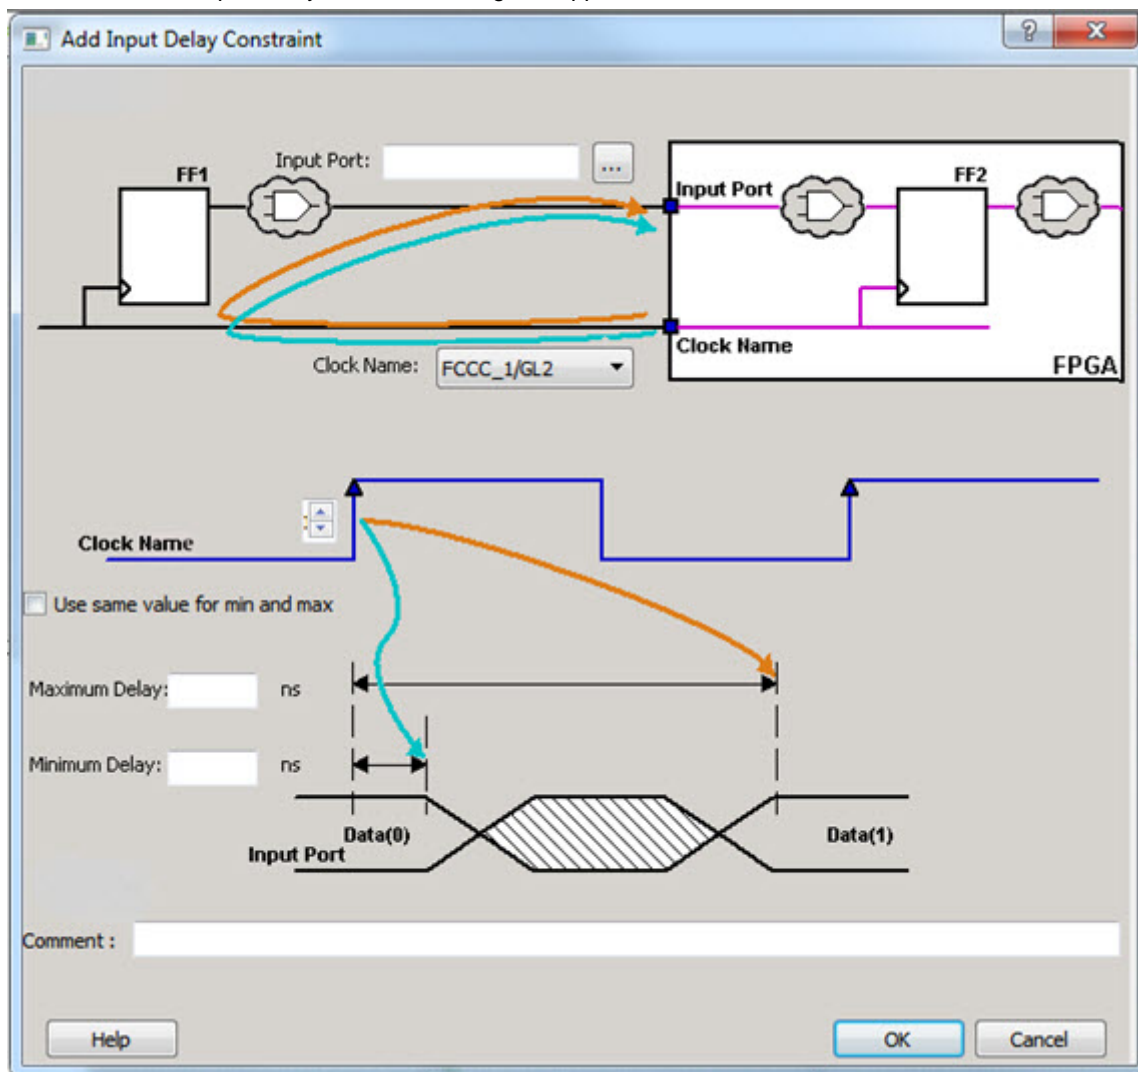 Add Input Delay Constraint
Input Port:
...
FF1
Input Port
FF2
Clock Name
FPGA
Clock Name: FCCC_1/GL2
Clock Name
Use same value for min and max
Maximum Delay: ns
Minimum Delay: ns
Data(0)
Data(1)
Input Port
Comment :
Help
OK
Cancel